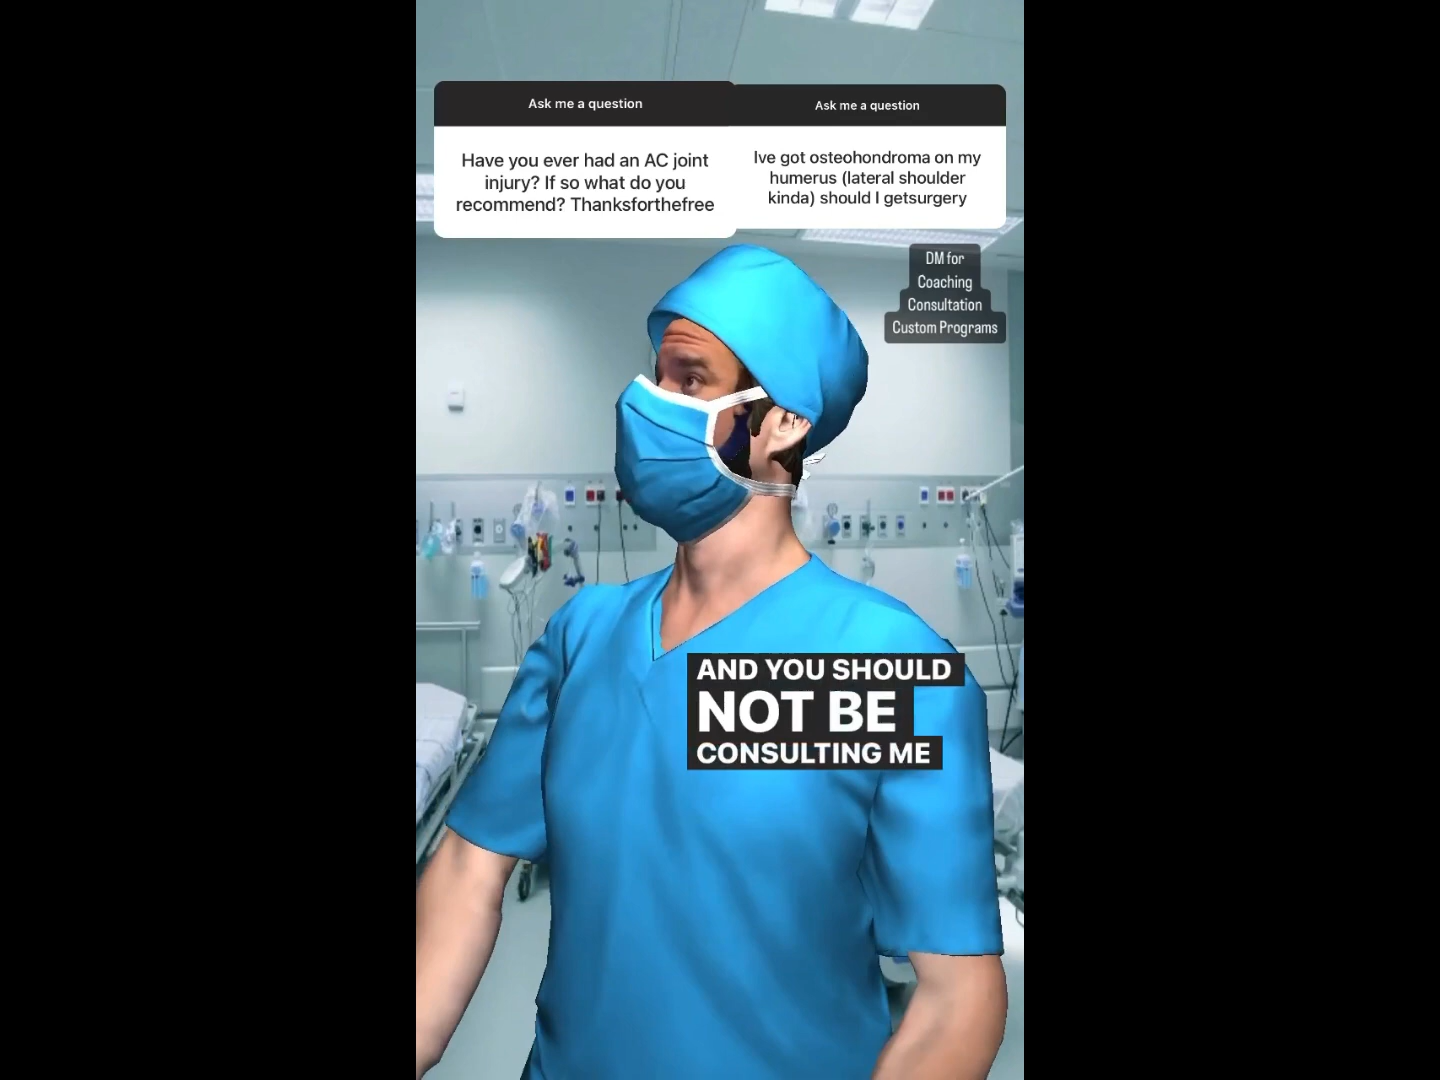 Ask me a question
Have you ever had an AC joint
injury? If so what do you
recommend? Thanksforthefree
Ask me a question
Ive got osteohondroma on my
humerus (lateral shoulder
kinda) should I getsurgery
DM for
Coaching
Consultation
Custom Programs
AND YOU SHOULD
NOT BE
CONSULTING ME